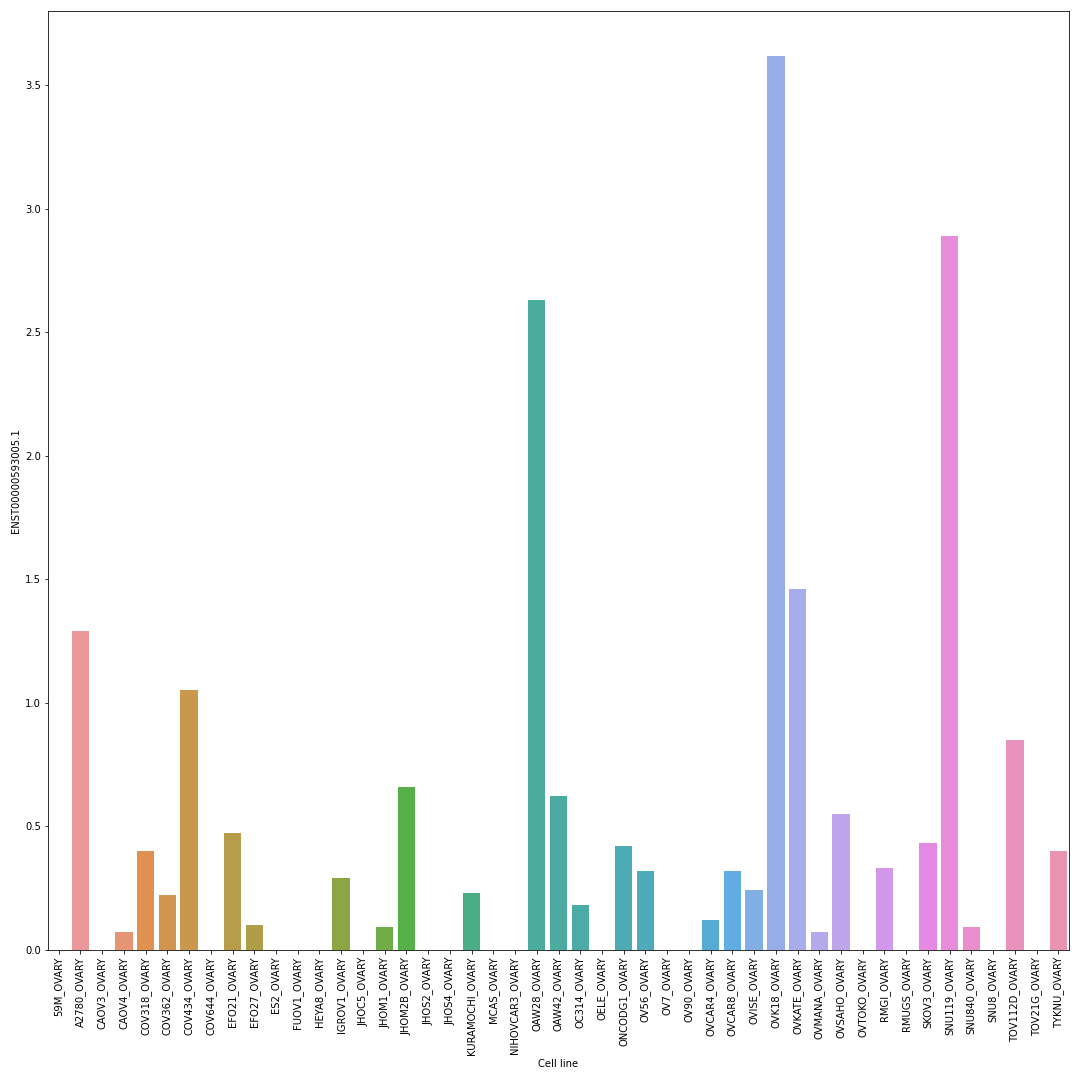 3.5
3.0
2.5
2.0
1.5
1.0
0.5
0.0
ENST00000593005.1
59M_OVARY
A2780_OVARY
CAOV3_OVARY
CAOV4_OVARY
COV318_OVARY
COV362_OVARY
COV434_OVARY
COV644_OVARY
EFO21_OVARY
EFO27_OVARY
ES2_OVARY
FUOV1_OVARY
HEYA8_OVARY
IGROV1_OVARY
JHOC5_OVARY
JHOM1_OVARY
JHOM2B_OVARY
JHOS2_OVARY
JHOS4_OVARY
KURAMOCHI_OVARY
MCAS_OVARY
NIHOVCAR3_OVARY
OAW28_OVARY
OAW42_OVARY
OC314_OVARY
OELE_OVARY
ONCODG1_OVARY
OV56_OVARY
OV7_OVARY
OV90_OVARY
OVCAR4_OVARY
OVCAR8_OVARY
OVISE_OVARY
OVK18_OVARY
OVKATE_OVARY
OVMANA_OVARY
OVSAHO_OVARY
OVTOKO_OVARY
RMGI_OVARY
RMUGS_OVARY
SKOV3_OVARY
SNU119_OVARY
SNU840_OVARY
SNU8_OVARY
TOV112D_OVARY
TOV21G_OVARY
TYKNU_OVARY
Cell line